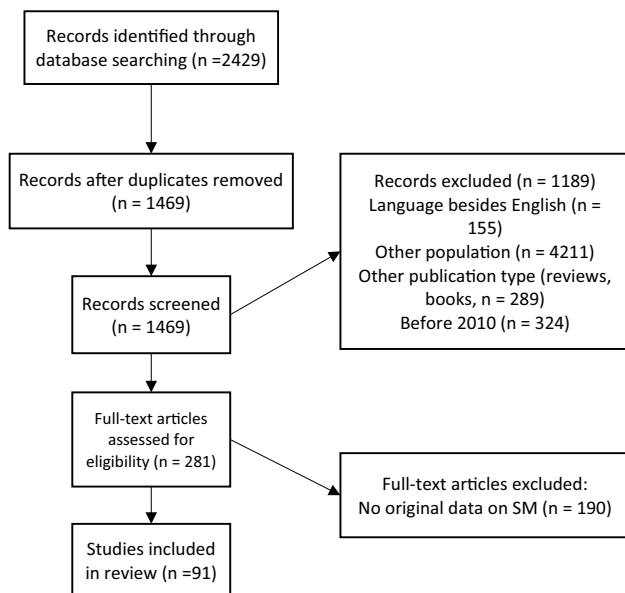 Records identified through
database searching (n =2429)
Records after duplicates removed
(n = 1469)
Records excluded (n = 1189)
Language besides English (n =
155)
Other population (n = 4211)
Other publication type (reviews,
books, n = 289)
Before 2010 (n = 324)
Records screened
(n = 1469)
Full-text articles
assessed for
eligibility (n = 281)
Full-text articles excluded:
No original data on SM (n = 190)
Studies included
in review (n =91)